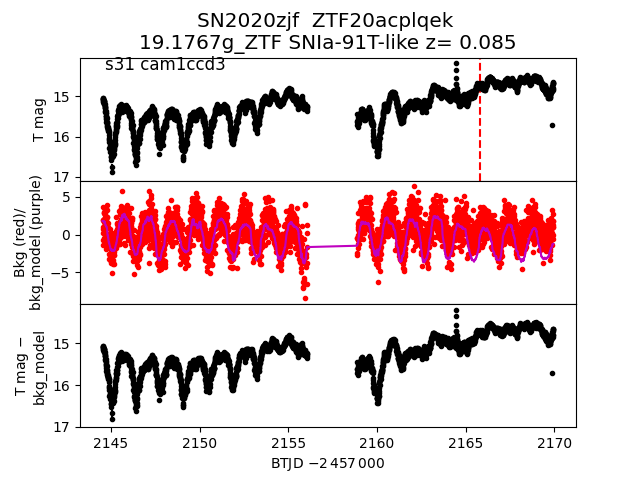 SN2020zjf  ZTF20acplqek
19.1767g_ZTF SNIa-91T-like z= 0.085
s31 cam1ccd3
T mag
15
16
17
Bkg (red)/
bkg_model (purple)
5
0
−5
T mag −
bkg_model
15
16
17
2145
2150
2155
2160
2165
2170
BTJD −2 457 000